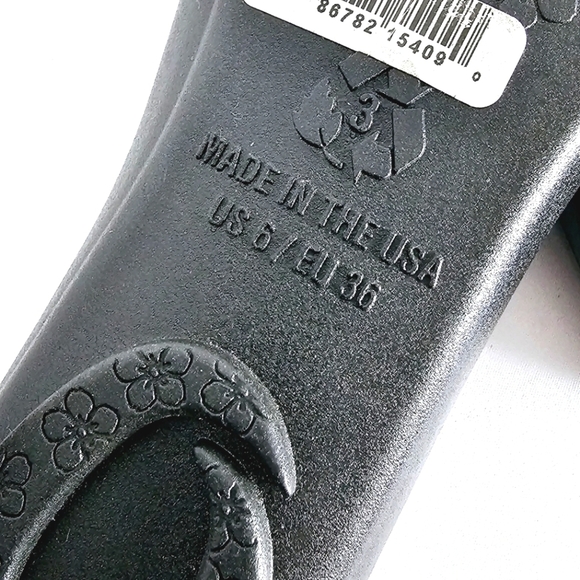 86782 15409 0
3
MADE IN THE USA
US 6 / EU 36